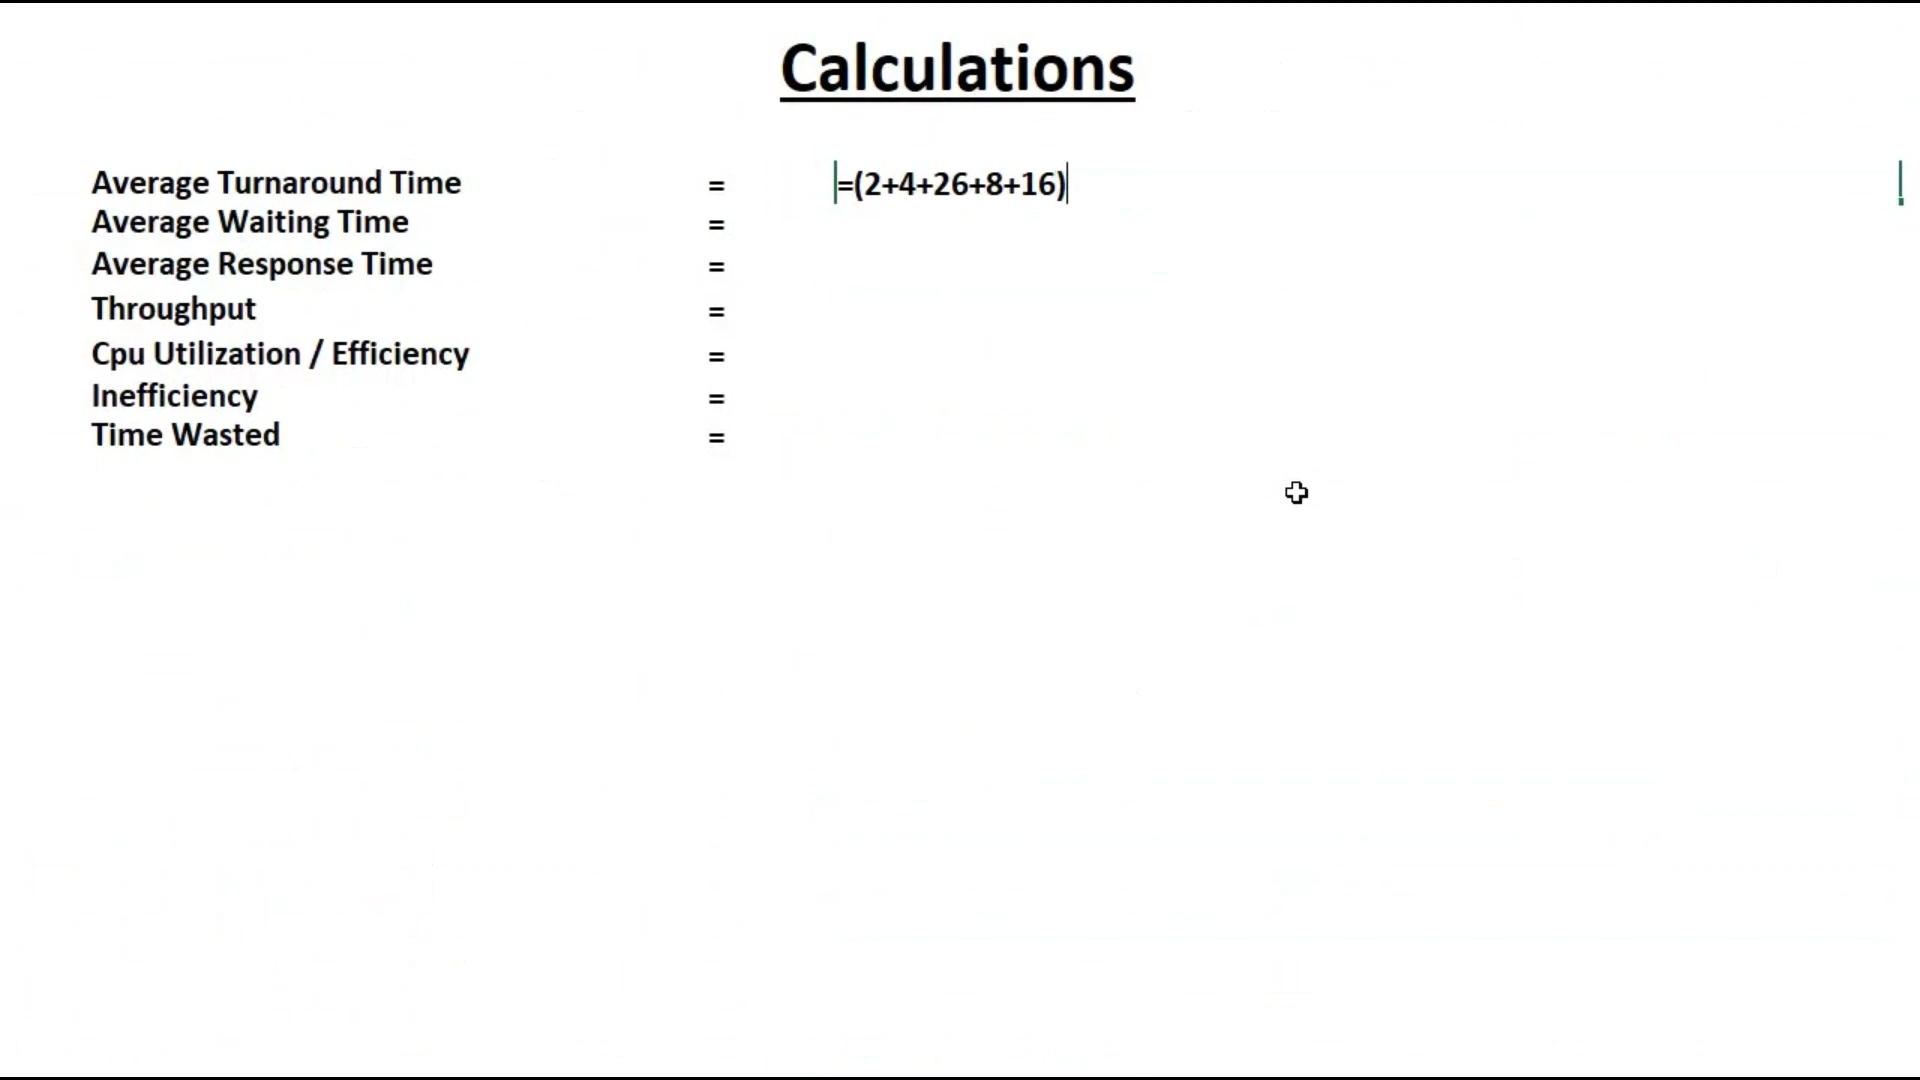 Calculations
Average Turnaround Time = =(2+4+26+8+16)
Average Waiting Time =
Average Response Time =
Throughput =
Cpu Utilization / Efficiency =
Inefficiency =
Time Wasted =